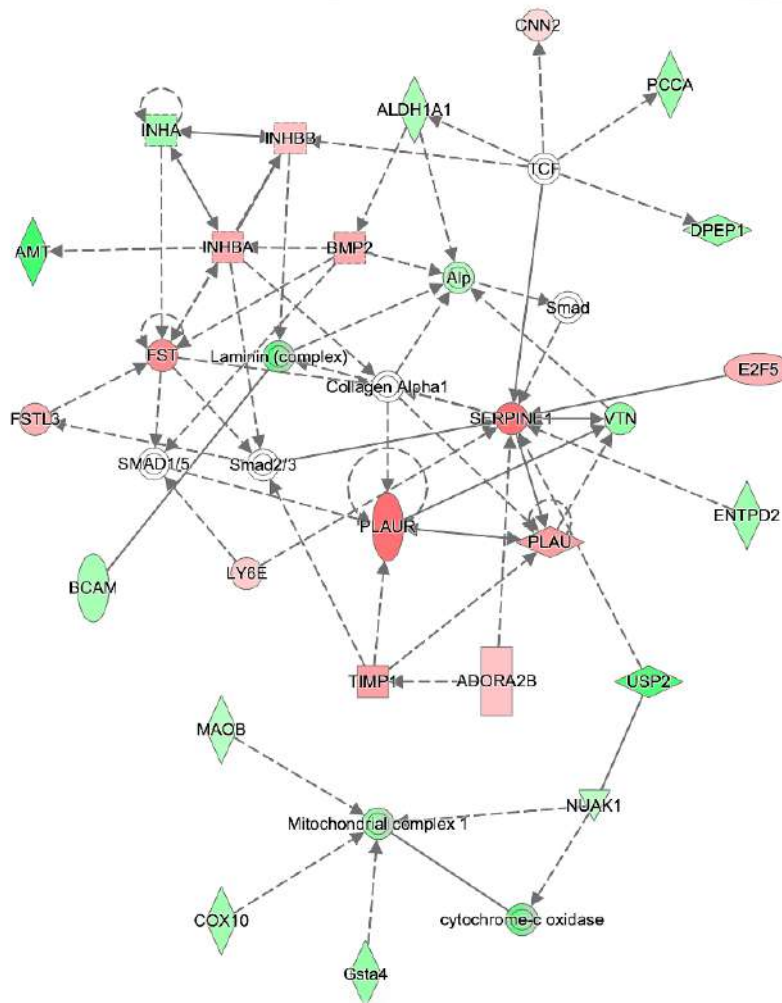 CNN2
PCCA
ALDH1A1
INHA
INHBB
TCF
DPEP1
AMT
INHBA
BMP2
Alp
Smad
FST
Laminin (complex)
Collagen Alpha1
E2F5
FSTL3
SERPINE1
VTN
SMAD1/5
Smad2/3
PLAUR
PLAU
ENTPD2
BCAM
LY6E
TIMP1
ADORA2B
USP2
MAOB
NUAK1
Mitochondrial complex 1
COX10
cytochrome-c oxidase
Gsta4